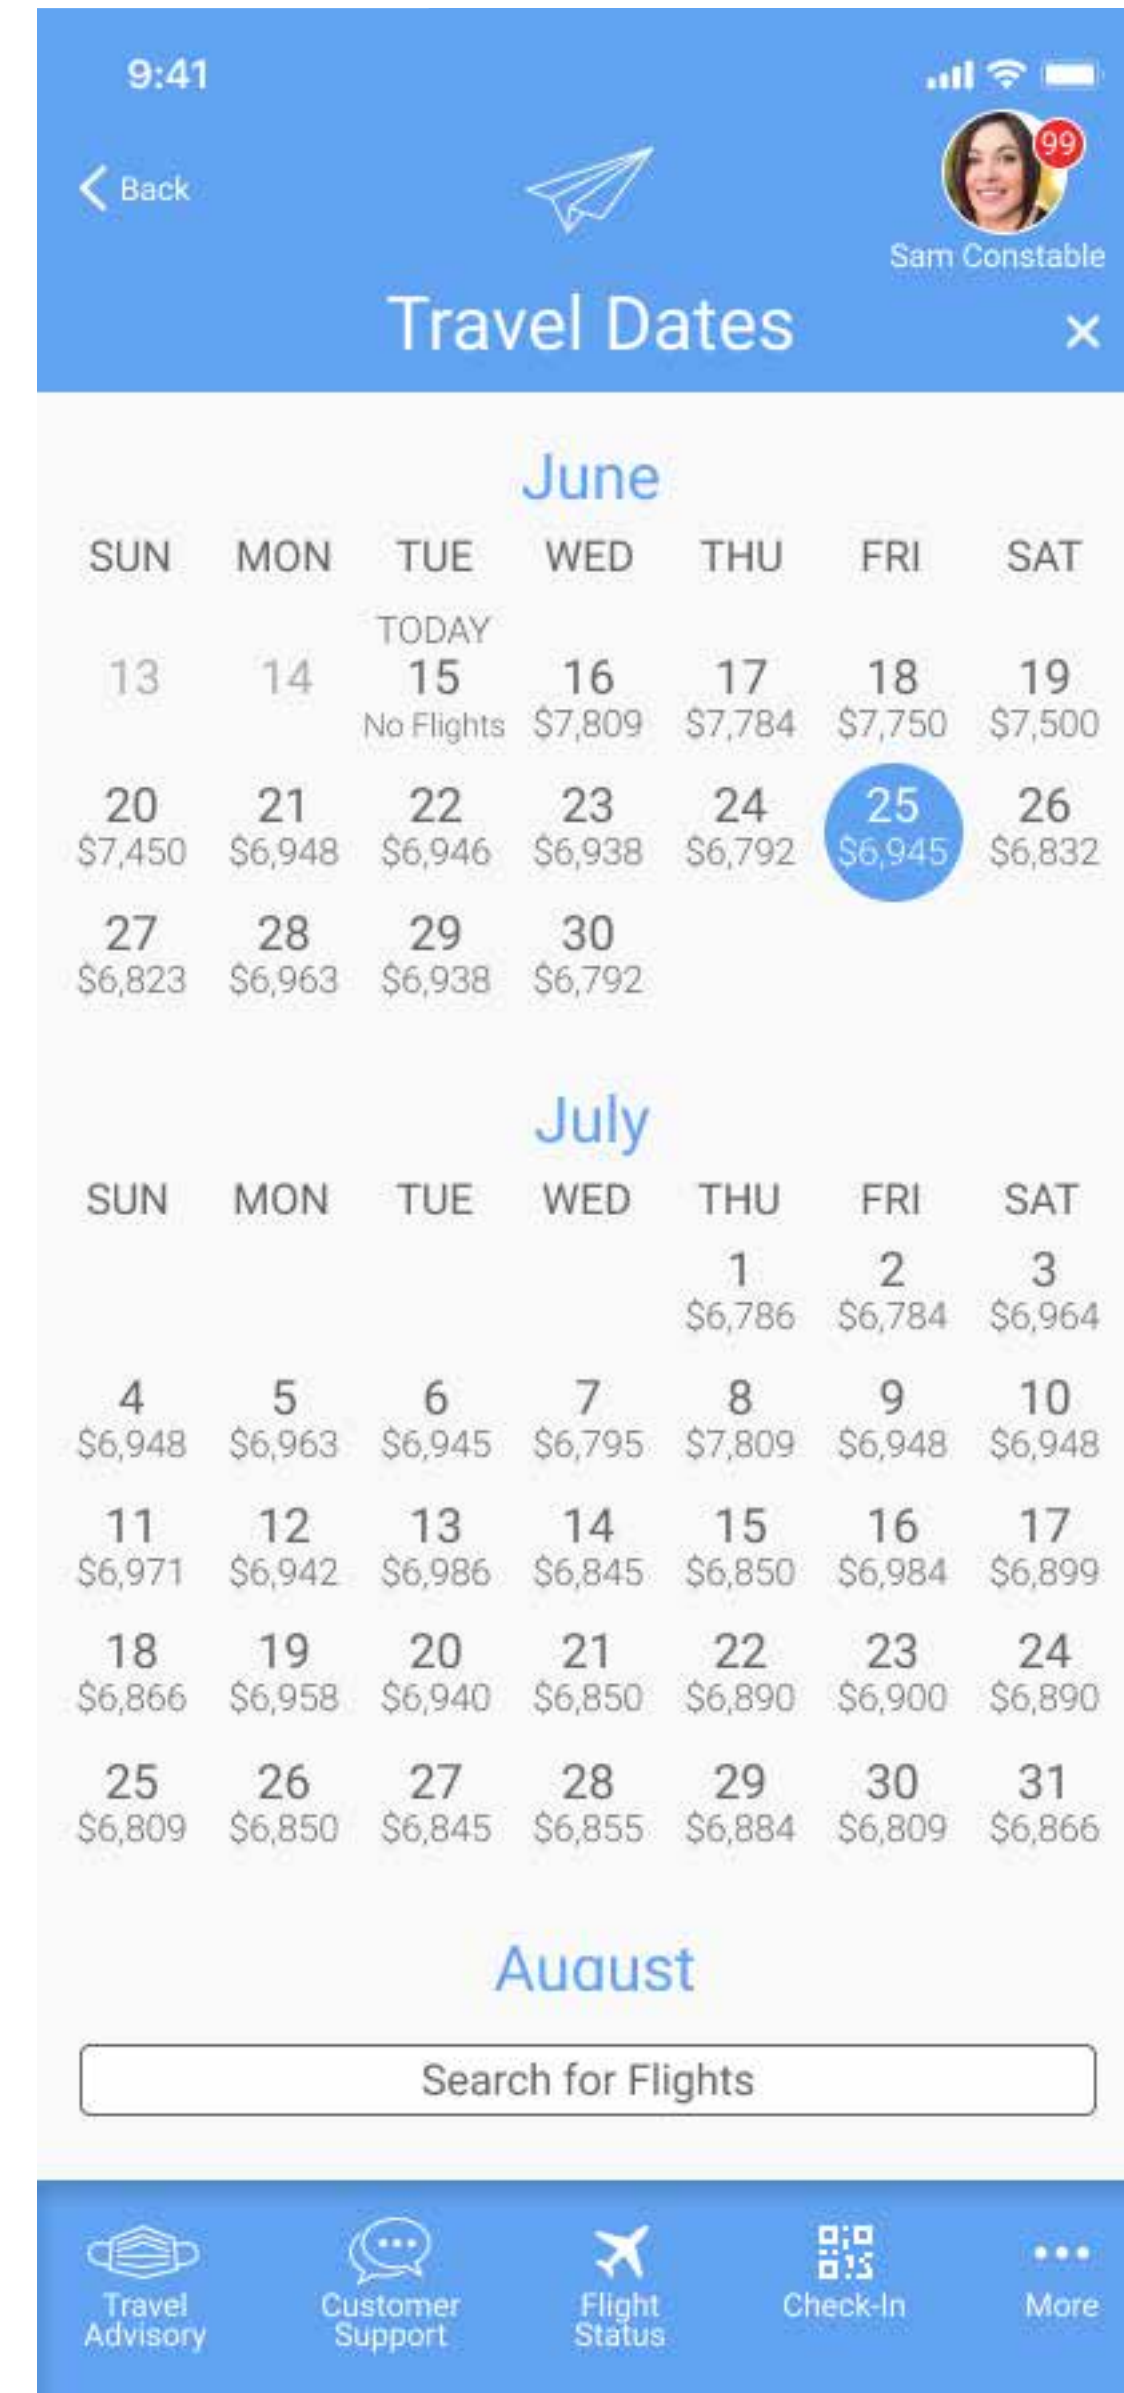 9:41
99
Back
Sam Constable
Travel Dates
June
SUN MON TUE WED THU FRI SAT
TODAY
13 14 15 16 17 18 19
No Flights $7,809 $7,784 $7,750 $7,500
20 21 22 23 24 25 26
$7,450 $6,948 $6,946 $6,938 $6,792 $6,945 $6,832
27 28 29 30
$6,823 $6,963 $6,938 $6,792
July
SUN MON TUE WED THU FRI SAT
1 2 3
$6,786 $6,784 $6,964
4 5 6 7 8 9 10
$6,948 $6,963 $6,945 $6,795 $7,809 $6,948 $6,948
11 12 13 14 15 16 17
$6,971 $6,942 $6,986 $6,845 $6,850 $6,984 $6,899
18 19 20 21 22 23 24
$6,866 $6,958 $6,940 $6,850 $6,890 $6,900 $6,890
25 26 27 28 29 30 31
$6,809 $6,850 $6,845 $6,855 $6,884 $6,809 $6,866
August
Search for Flights
Travel Customer Flight Check-In More
Advisory Support Status